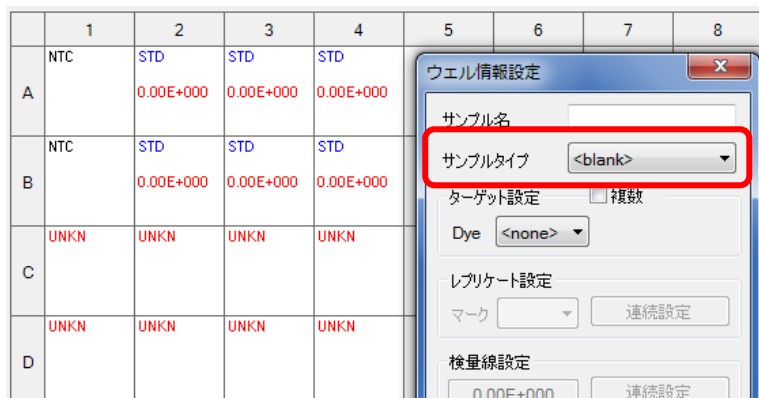 1 2 3 4 5 6 7 8
NTC STD STD STD
A 0.00E+000 0.00E+000 0.00E+000
NTC STD STD STD
B 0.00E+000 0.00E+000 0.00E+000
UNKN UNKN UNKN UNKN
C
UNKN UNKN UNKN UNKN
D
ウエル情報設定
サンプル名
サンプルタイプ <blank>
ターゲット設定 複数
Dye <none>
レプリケート設定
マーク 連続設定
検量線設定
0.00E+000 連続設定